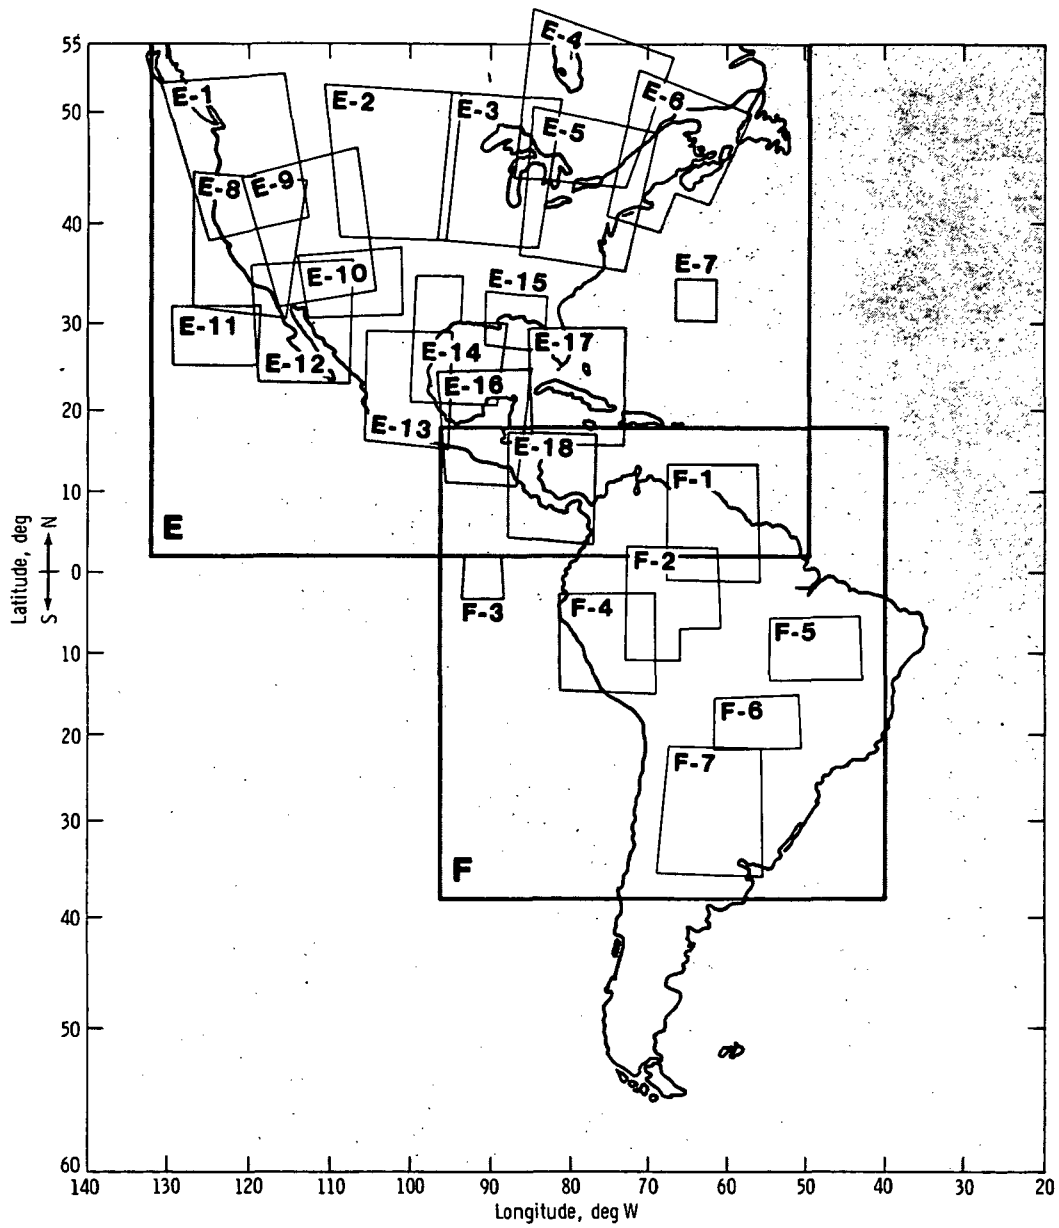 55
E-4
E-1
E-2
E-3
E-6
50
E-5
E-8
E-9
40
E-7
E-10
E-15
30
E-11
E-17
E-14
E-12
E-16
20
E-13
E-18
F-1
10
E
Latitude, deg
S
N
F-2
0
F-3
F-4
F-5
10
F-6
20
F-7
30
F
40
50
60
140
130
120
110
100
90
80
70
60
50
40
30
20
Longitude, deg W